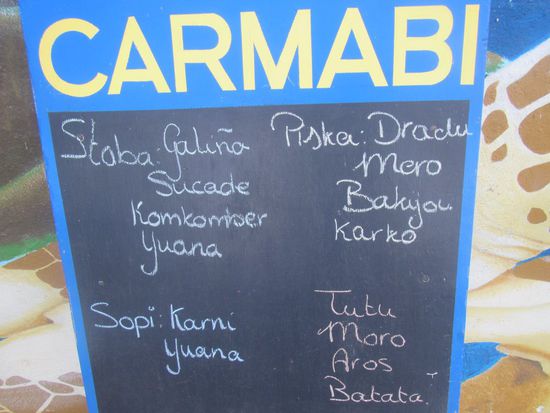 CARMABI
Stoba: Galiña
Sucade
Komkomber
Yuana
Piska: Dradu
Moro
Bakijou
Karko
Sopi: Karni
Yuana
Tutu
Moro
Aros
Batata